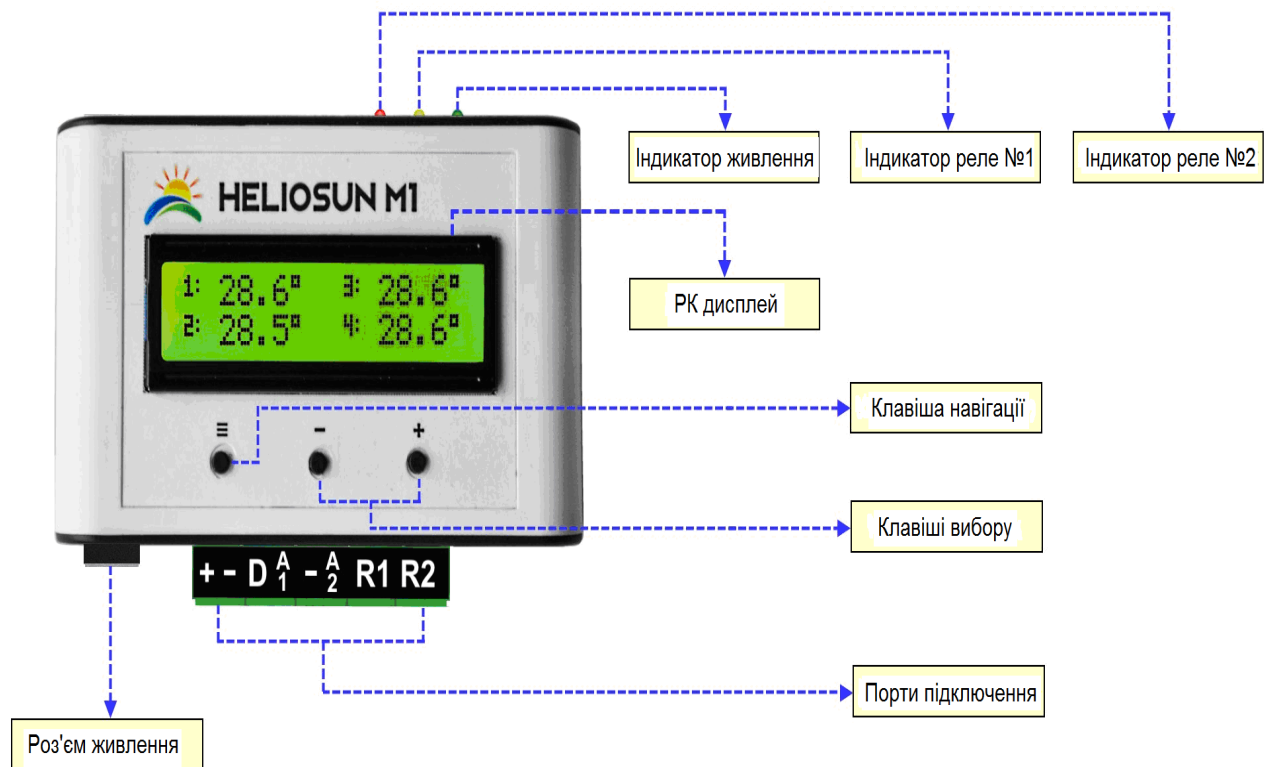 Індикатор живлення
Індикатор реле №1
Індикатор реле №2
HELIOSUN M1
1: 28.6° 3: 28.6°
2: 28.5° 4: 28.6°
РК дисплей
Клавіша навігації
≡ - +
Клавіші вибору
+ - D A1 - A2 R1 R2
Порти підключення
Роз'єм живлення